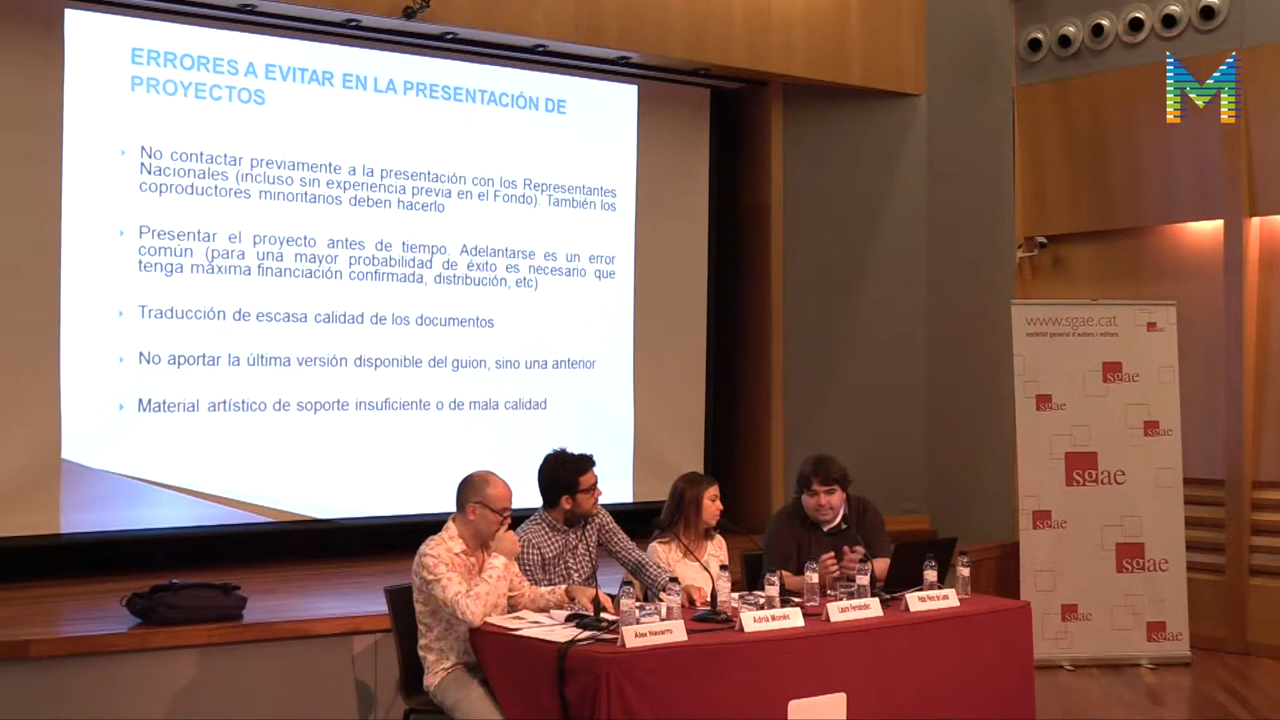 ERRORES A EVITAR EN LA PRESENTACIÓN DE
PROYECTOS
No contactar previamente a la presentación con los Representantes
Nacionales (incluso sin experiencia previa en el Fondo). También los
coproductores minoritarios deben hacerlo
Presentar el proyecto antes de tiempo. Adelantarse es un error
común (para una mayor probabilidad de éxito es necesario que
tenga máxima financiación confirmada, distribución, etc)
Traducción de escasa calidad de los documentos
No aportar la última versión disponible del guion, sino una anterior
Material artístico de soporte insuficiente o de mala calidad
M
www.sgae.cat
societat general d'autors i editors
sgae
sgae
sgae
sgae
sgae
sgae
sgae
sgae
Àlex Navarro
Adrià Monés
Laura Fernández
Pablo Pérez de Lema